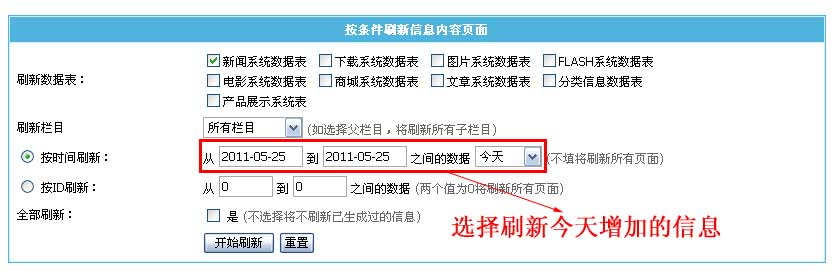 按条件刷新信息内容页面
刷新数据表： 新闻系统数据表 下载系统数据表 图片系统数据表 FLASH系统数据表
电影系统数据表 商城系统数据表 文章系统数据表 分类信息数据表
产品展示系统表
刷新栏目 所有栏目 (如选择父栏目，将刷新所有子栏目)
按时间刷新： 从 2011-05-25 到 2011-05-25 之间的数据 今天 (不填将刷新所有页面)
按ID刷新： 从 0 到 0 之间的数据 (两个值为0将刷新所有页面)
全部刷新： 是 (不选择将不刷新已生成过的信息)
选择刷新今天增加的信息
开始刷新 重置